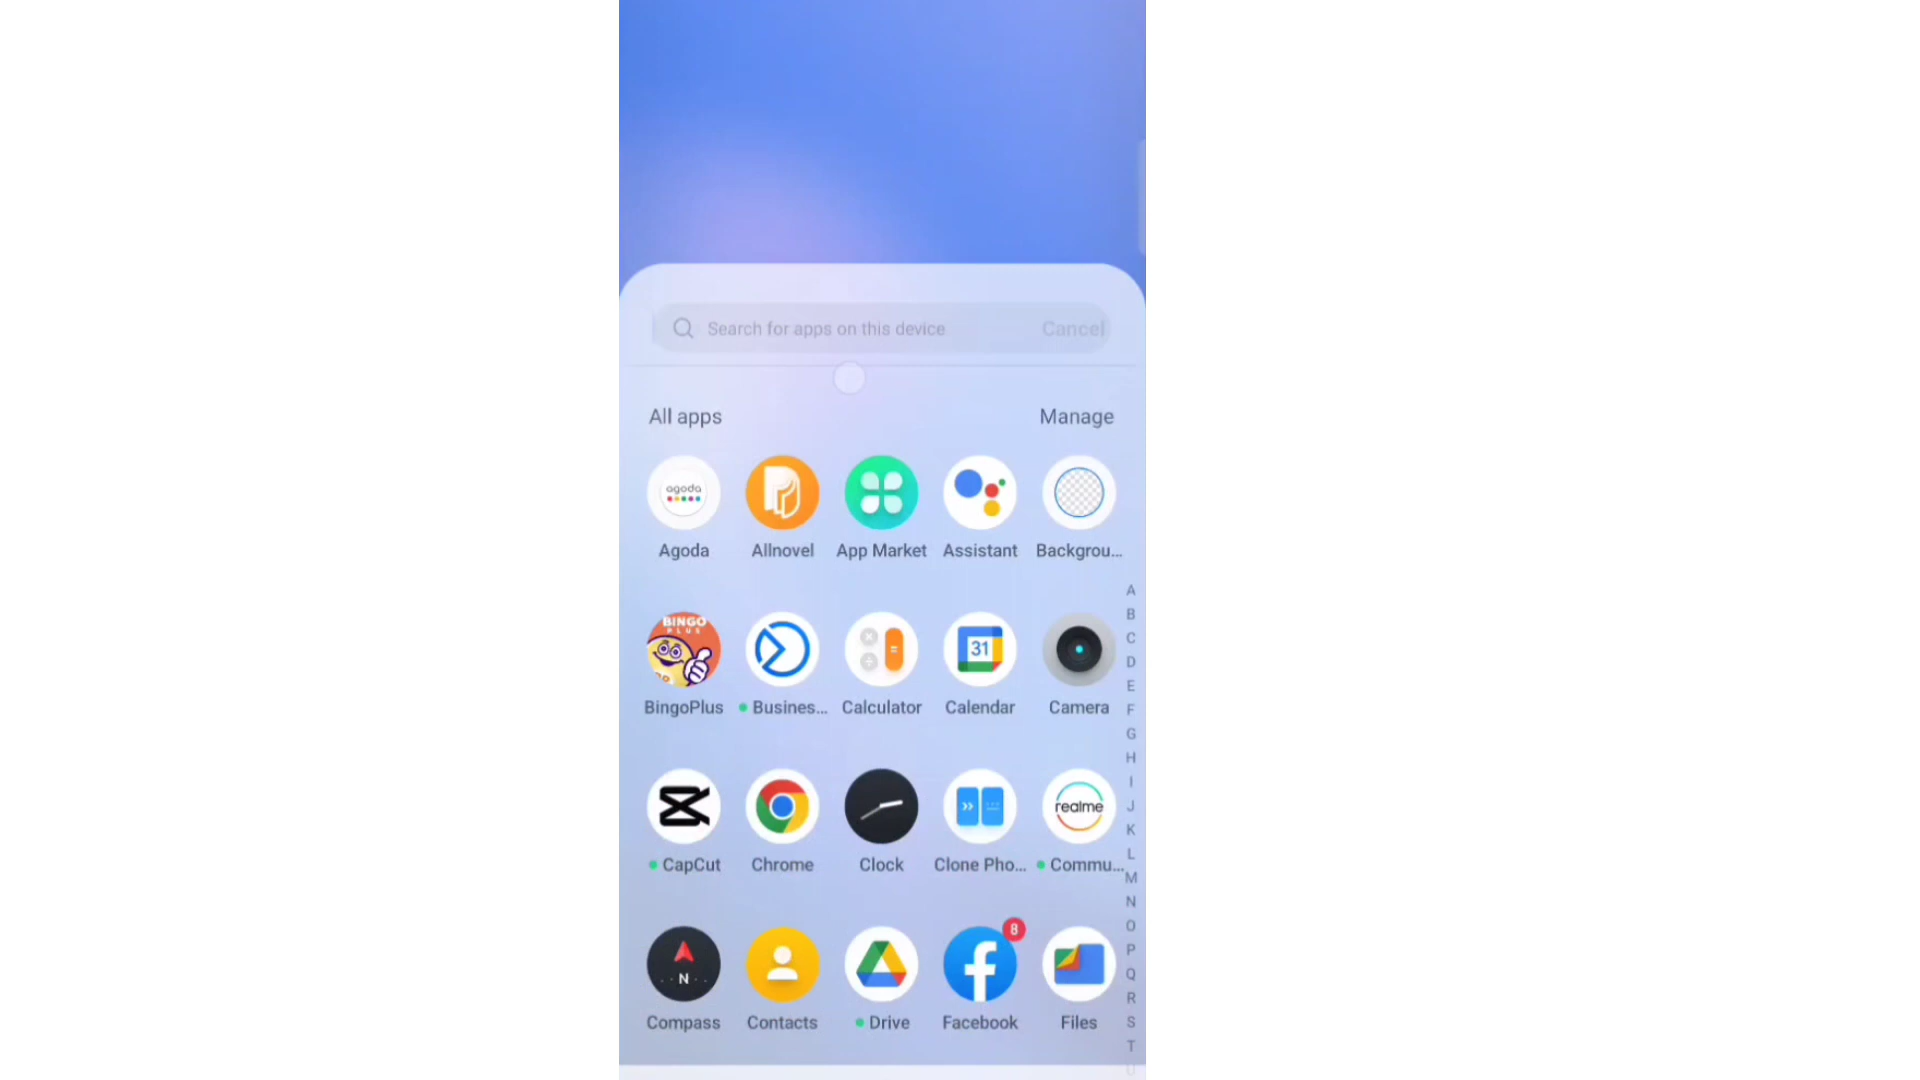 Search for apps on this device Cancel
All apps Manage
agoda
Agoda Allnovel App Market Assistant Backgrou...
BINGO
PLUS
31
BingoPlus Busines... Calculator Calendar Camera
realme
CapCut Chrome Clock Clone Pho... Commu...
8
N
Compass Contacts Drive Facebook Files
A
B
C
D
E
F
G
H
I
J
K
L
M
N
O
P
Q
R
S
T
U